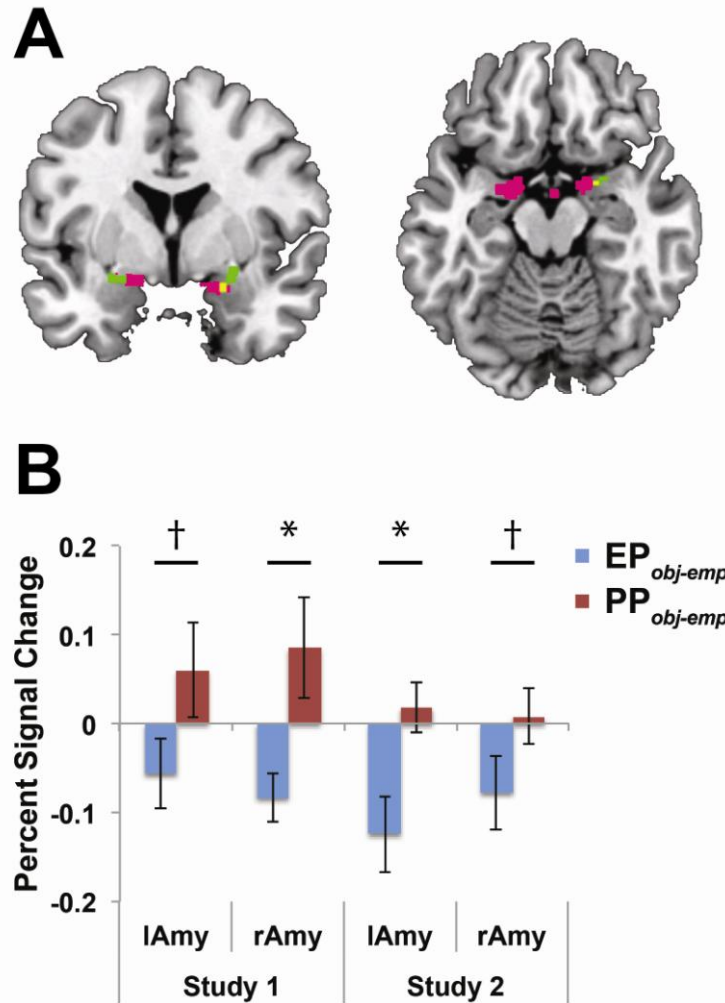 A
B
† * * †
EP obj-emp
PP obj-emp
0.2
0.1
0
-0.1
-0.2
Percent Signal Change
lAmy rAmy lAmy rAmy
Study 1 Study 2